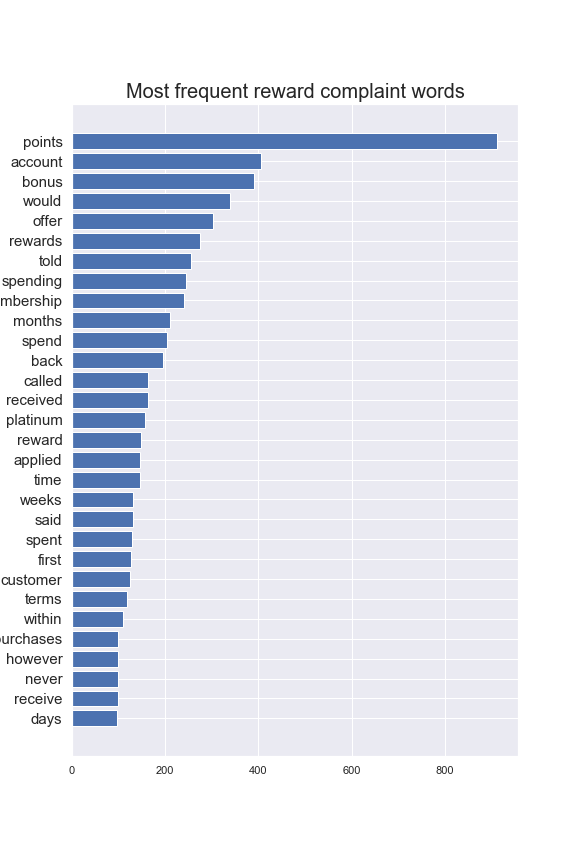 Most frequent reward complaint words
points
account
bonus
would
offer
rewards
told
spending
mbership
months
spend
back
called
received
platinum
reward
applied
time
weeks
said
spent
first
customer
terms
within
purchases
however
never
receive
days
0 200 400 600 800